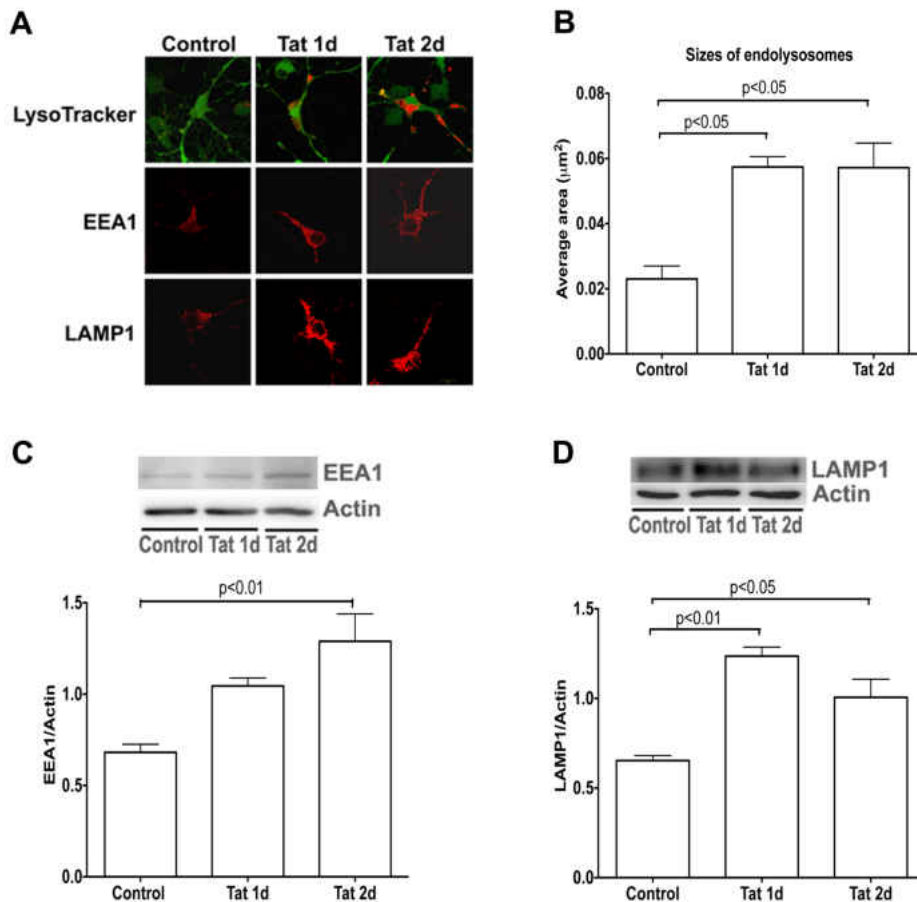 A
Control Tat 1d Tat 2d
LysoTracker
EEA1
LAMP1
B
Sizes of endolysosomes
p<0.05
p<0.05
Average area (μm²)
0.08
0.06
0.04
0.02
0.00
Control Tat 1d Tat 2d
C
EEA1
Actin
Control Tat 1d Tat 2d
p<0.01
EEA1/Actin
1.5
1.0
0.5
0.0
Control Tat 1d Tat 2d
D
LAMP1
Actin
Control Tat 1d Tat 2d
p<0.05
p<0.01
LAMP1/Actin
1.5
1.0
0.5
0.0
Control Tat 1d Tat 2d